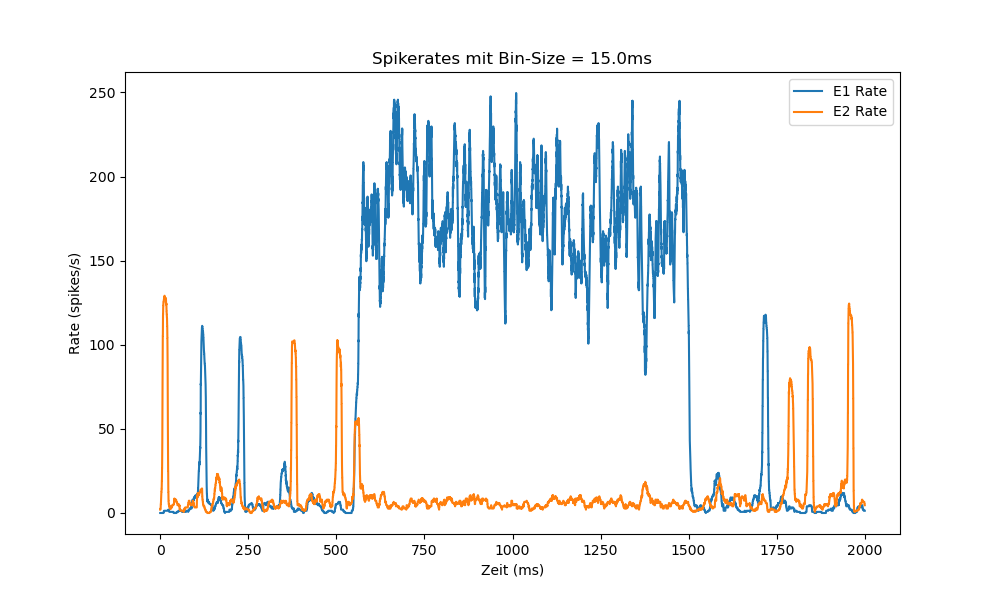 Spikerates mit Bin-Size = 15.0ms
E1 Rate
E2 Rate
250
200
150
100
50
0
Rate (spikes/s)
0 250 500 750 1000 1250 1500 1750 2000
Zeit (ms)